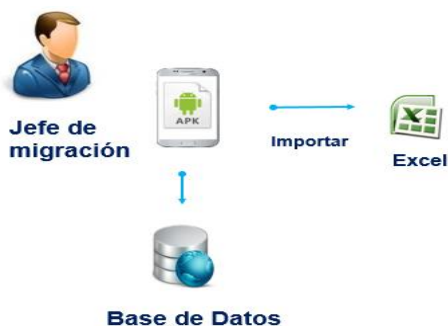 Jefe de
migración
APK
Importar
Excel
Base de Datos